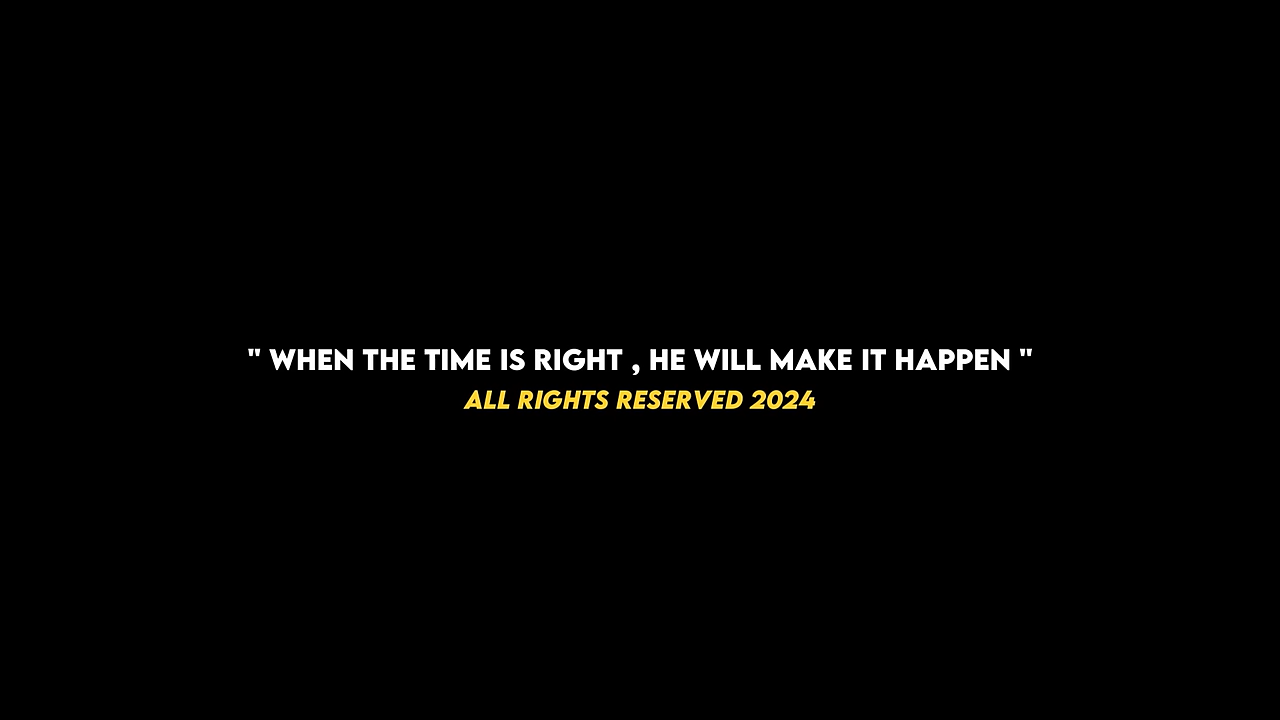 " WHEN THE TIME IS RIGHT , HE WILL MAKE IT HAPPEN "
ALL RIGHTS RESERVED 2024